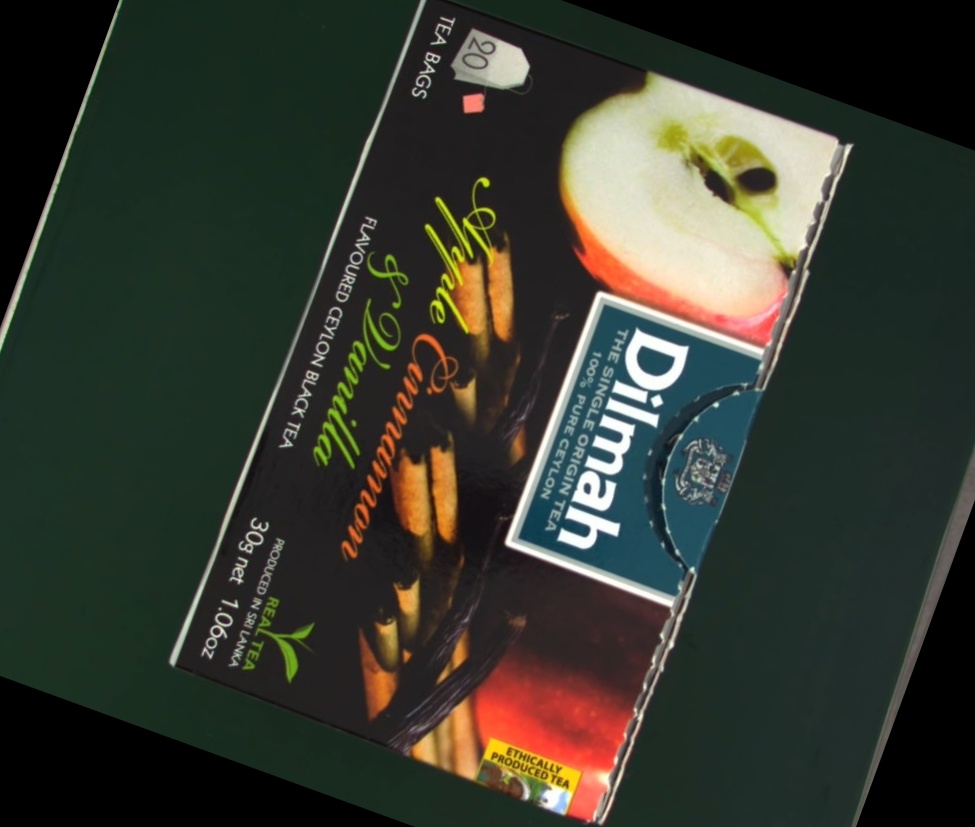 Dilmah
THE SINGLE ORIGIN TEA
100% PURE CEYLON TEA
Apple Cinnamon
& Vanilla
FLAVOURED CEYLON BLACK TEA
20
TEA BAGS
REAL TEA
PRODUCED IN SRI LANKA
30g net 1.06oz
ETHICALLY
PRODUCED TEA